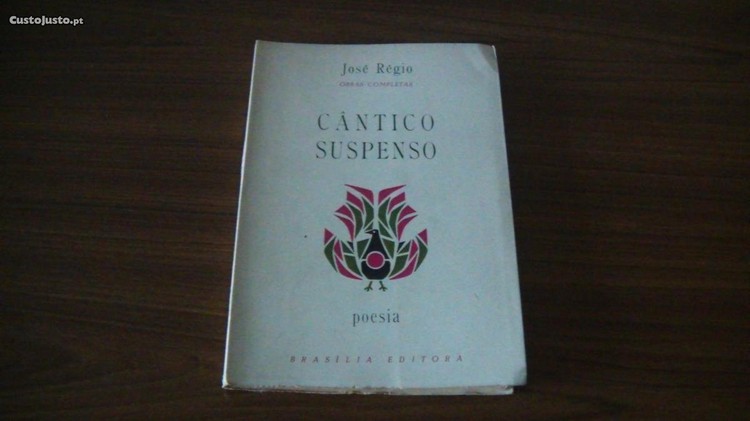 CustoJusto.pt
José Régio
OBRAS COMPLETAS
CÂNTICO
SUSPENSO
poesia
BRASÍLIA EDITORA